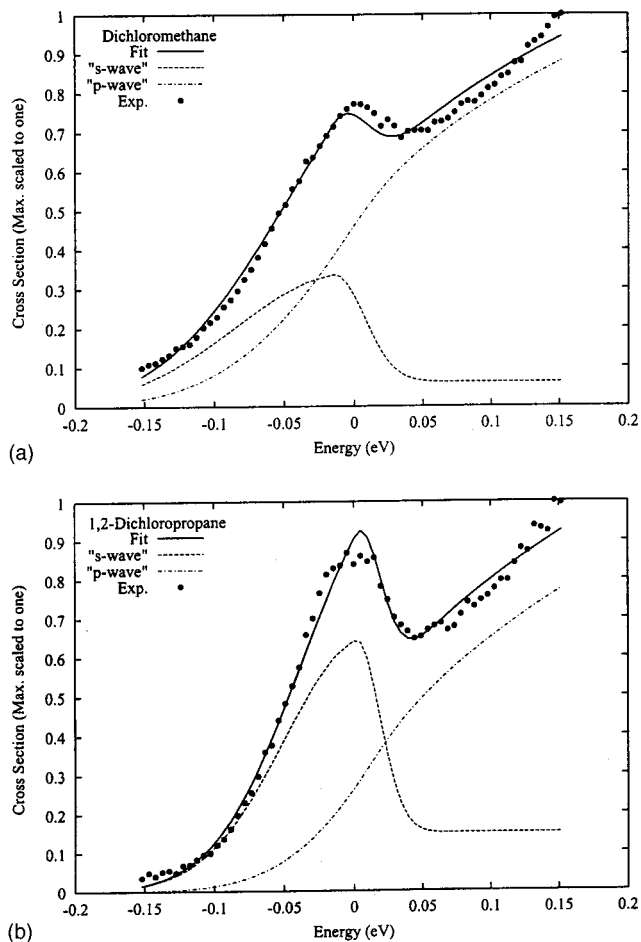 1
0.9
0.8
0.7
0.6
0.5
0.4
0.3
0.2
0.1
0
Cross Section (Max. scaled to one)
Dichloromethane
Fit
"s-wave"
"p-wave"
Exp.
-0.2 -0.15 -0.1 -0.05 0 0.05 0.1 0.15 0.2
Energy (eV)
(a)
1
0.9
0.8
0.7
0.6
0.5
0.4
0.3
0.2
0.1
0
Cross Section (Max. scaled to one)
1,2-Dichloropropane
Fit
"s-wave"
"p-wave"
Exp.
-0.2 -0.15 -0.1 -0.05 0 0.05 0.1 0.15 0.2
Energy (eV)
(b)